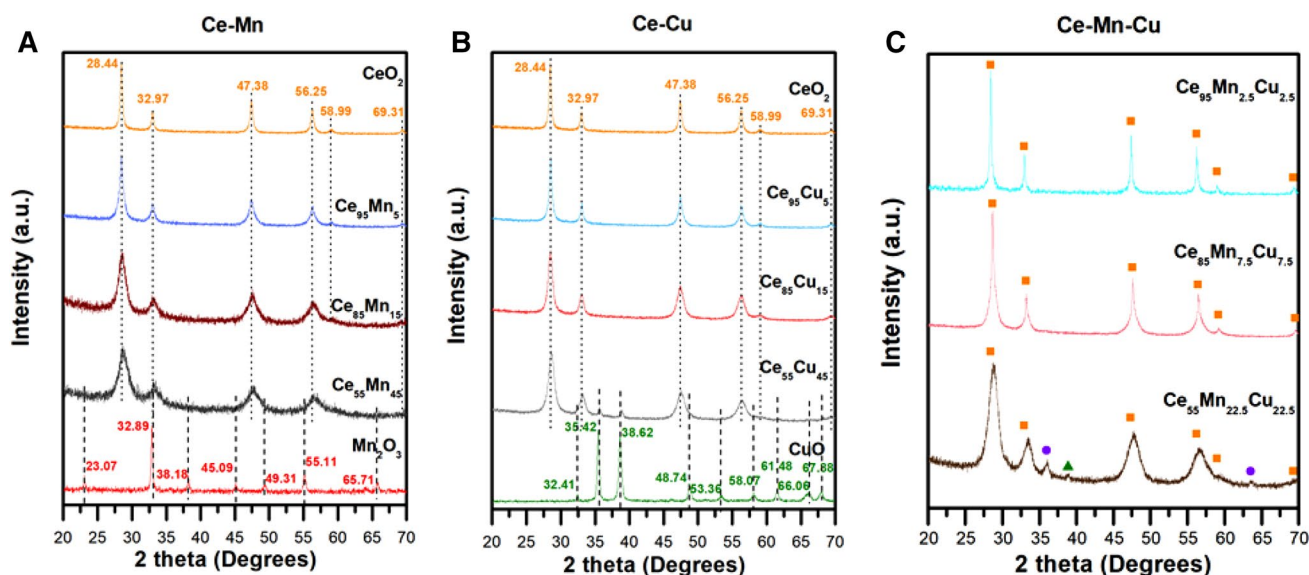 Ce-Mn
A
28.44
CeO2
32.97
47.38
56.25
58.99
69.31
Ce95Mn5
Ce85Mn15
Ce55Mn45
32.89
Mn2O3
23.07
38.18
45.09
49.31
55.11
65.71
20 25 30 35 40 45 50 55 60 65 70
2 theta (Degrees)
Intensity (a.u.)
Ce-Cu
B
28.44
CeO2
32.97
47.38
56.25
58.99
69.31
Ce95Cu5
Ce85Cu15
Ce55Cu45
35.42
38.62
CuO
32.41
48.74
53.36
58.07
61.48
66.06
67.88
20 25 30 35 40 45 50 55 60 65 70
2 theta (Degrees)
Intensity (a.u.)
Ce-Mn-Cu
C
Ce95Mn2.5Cu2.5
Ce85Mn7.5Cu7.5
Ce55Mn22.5Cu22.5
20 25 30 35 40 45 50 55 60 65 70
2 theta (Degrees)
Intensity (a.u.)